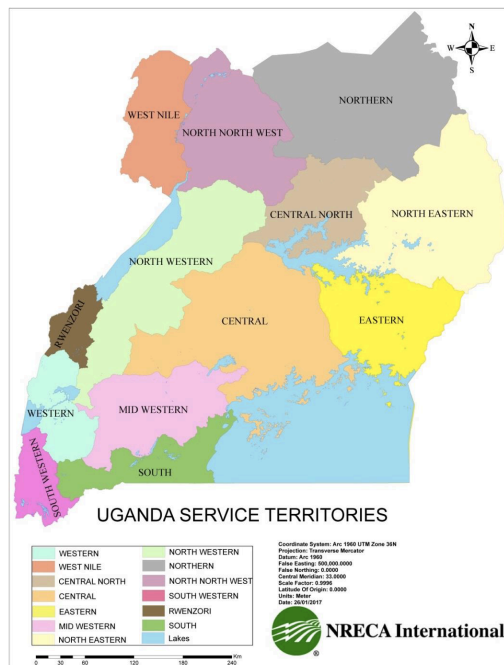 N
W E
S
NORTHERN
WEST NILE
NORTH NORTH WEST
CENTRAL NORTH
NORTH EASTERN
NORTH WESTERN
CENTRAL
EASTERN
RWENZORI
WESTERN
MID WESTERN
SOUTH
SOUTH WESTERN
UGANDA SERVICE TERRITORIES
WESTERN
WEST NILE
CENTRAL NORTH
CENTRAL
EASTERN
MID WESTERN
NORTH EASTERN
NORTH WESTERN
NORTHERN
NORTH NORTH WEST
SOUTH WESTERN
RWENZORI
SOUTH
Lakes
Km
0 30 60 120 180 240
Coordinate System: Arc 1960 UTM Zone 36N
Projection: Transverse Mercator
Datum: Arc 1960
False Easting: 500,000.0000
False Northing: 0.0000
Central Meridian: 33.0000
Scale Factor: 0.9996
Latitude Of Origin: 0.0000
Units: Meter
Date: 26/01/2017
NRECA International
®